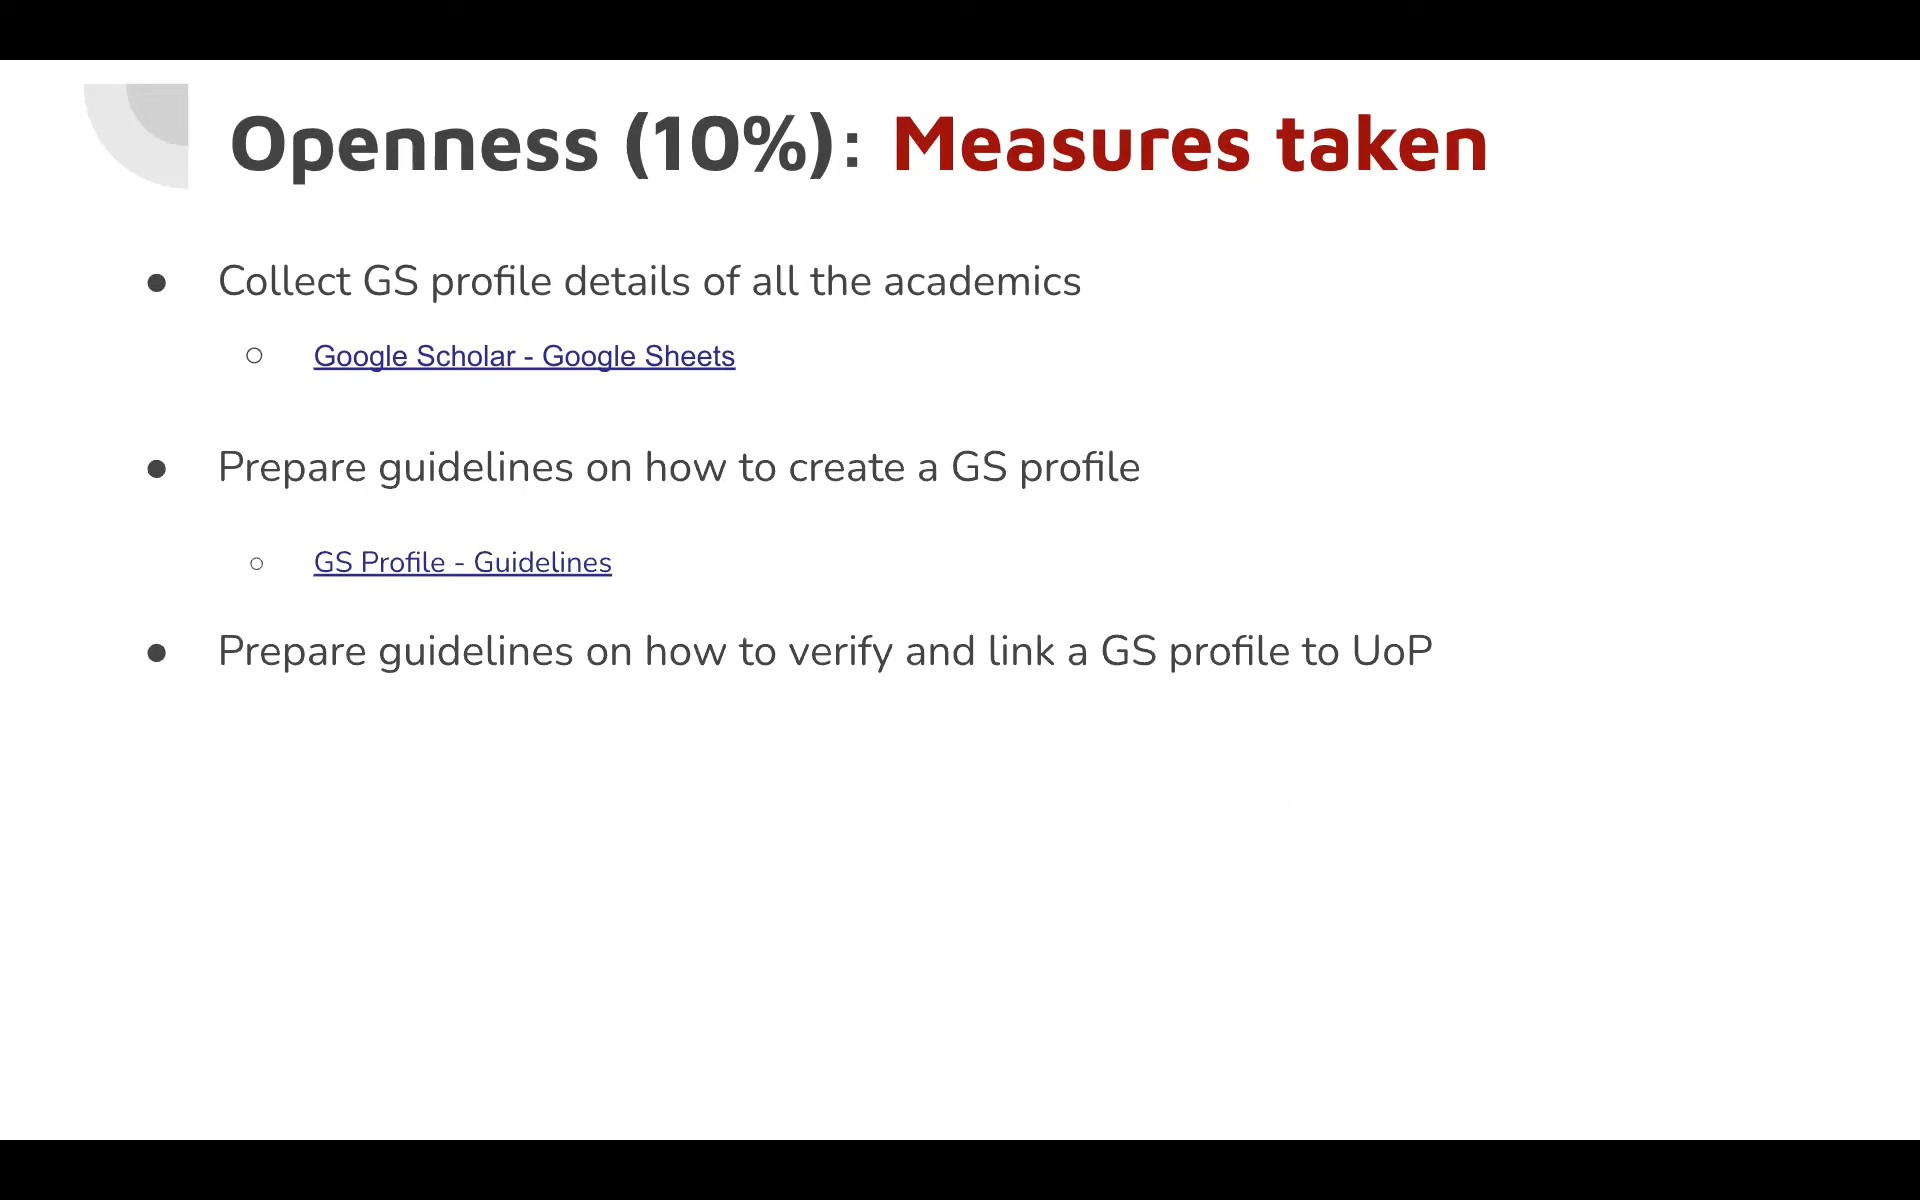 Openness (10%): Measures taken
● Collect GS profile details of all the academics
○ Google Scholar - Google Sheets
● Prepare guidelines on how to create a GS profile
○ GS Profile - Guidelines
● Prepare guidelines on how to verify and link a GS profile to UoP